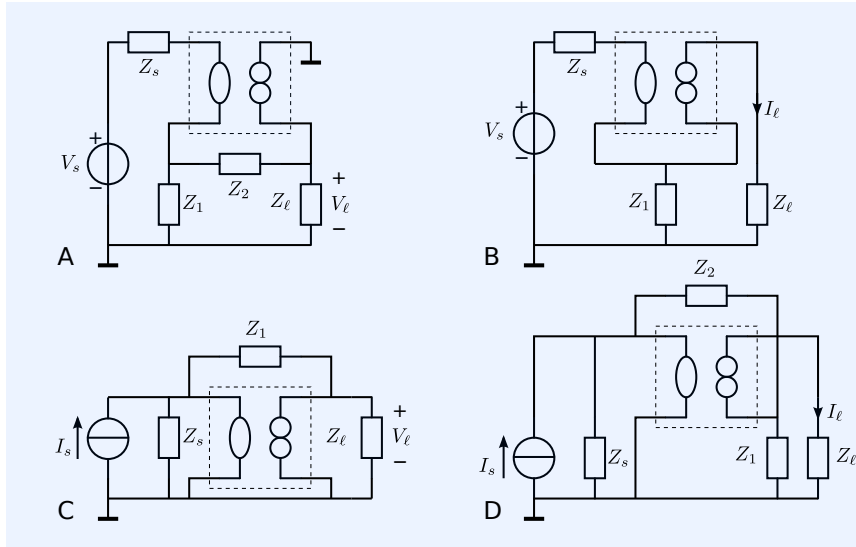 Z_s
V_s
+
−
Z_1
Z_2
Z_ℓ
+
V_ℓ
−
A
Z_s
V_s
+
−
I_ℓ
Z_1
Z_ℓ
B
Z_1
I_s
Z_s
Z_ℓ
+
V_ℓ
−
C
Z_2
I_s
Z_s
Z_1
I_ℓ
Z_ℓ
D